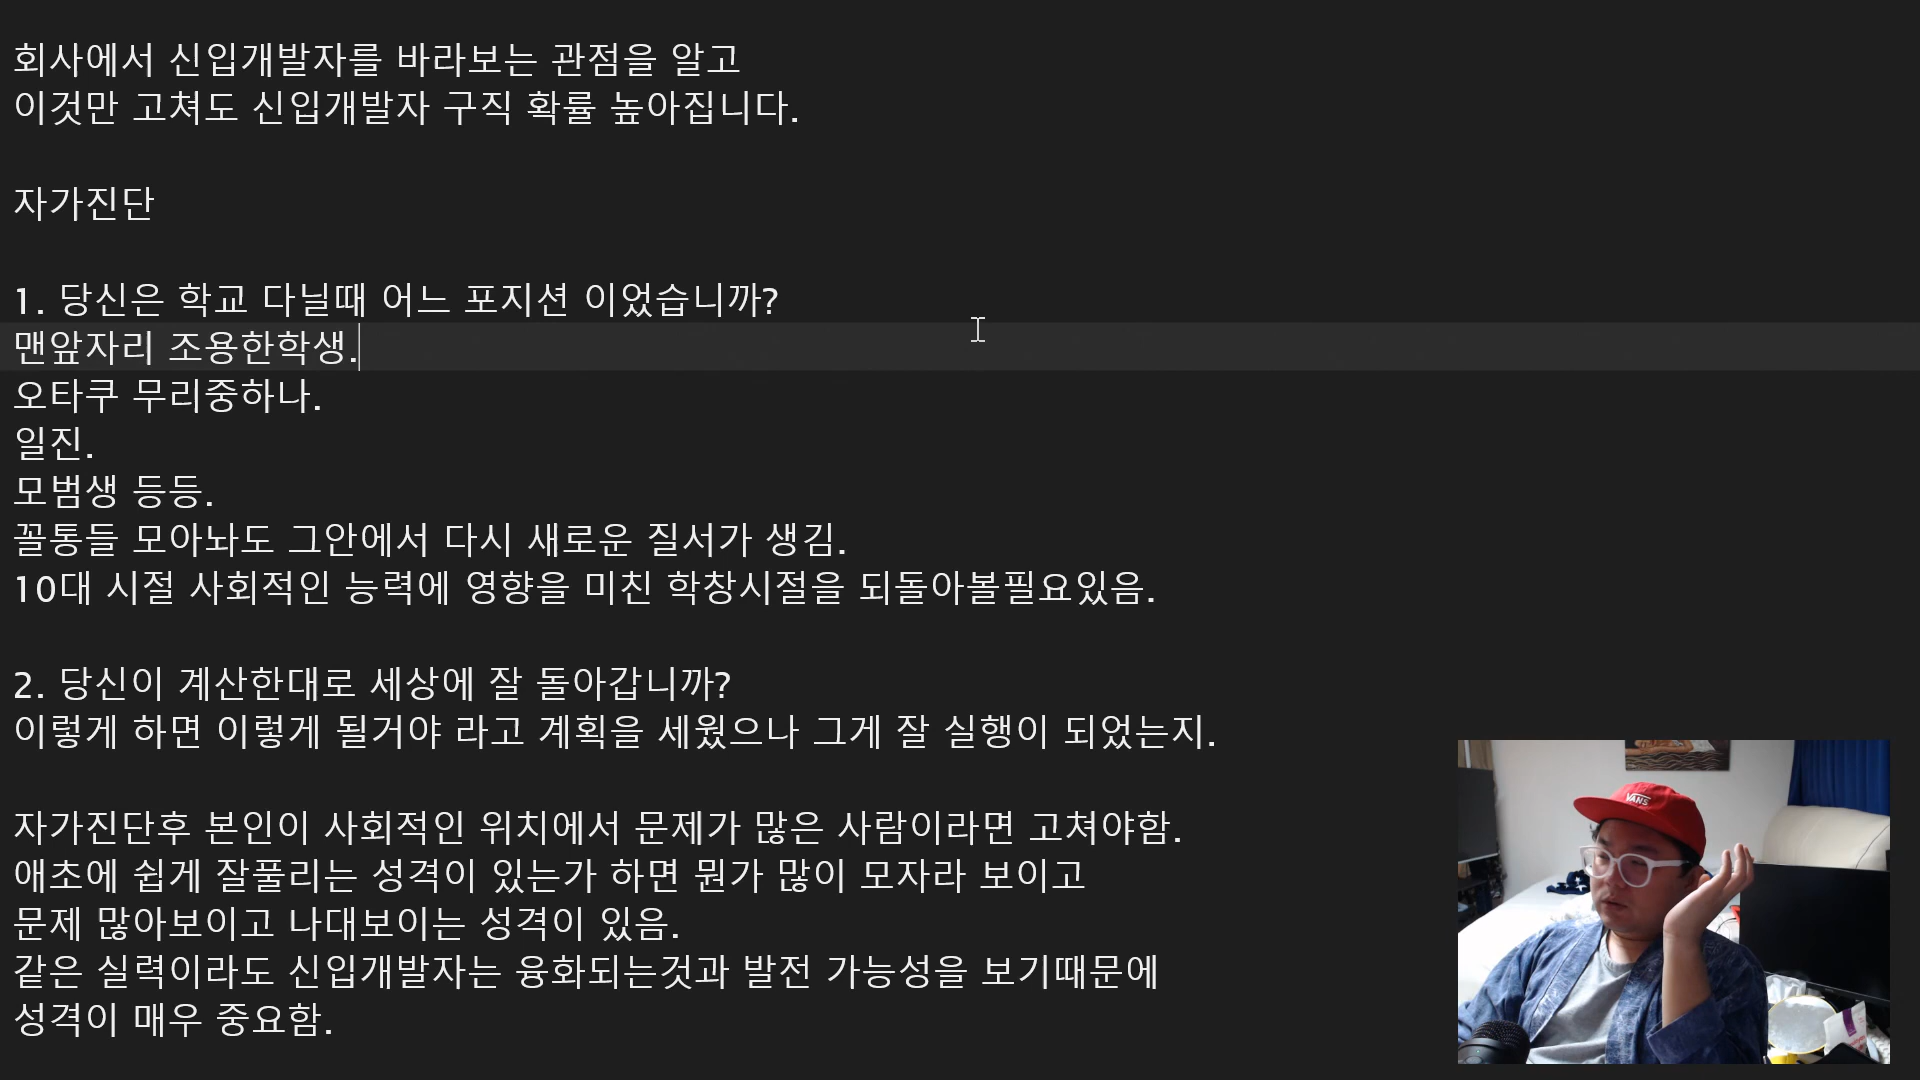 회사에서 신입개발자를 바라보는 관점을 알고
이것만 고쳐도 신입개발자 구직 확률 높아집니다.
자가진단
1. 당신은 학교 다닐때 어느 포지션 이었습니까?
맨앞자리 조용한학생.
오타쿠 무리중하나.
일진.
모범생 등등.
꼴통들 모아놔도 그안에서 다시 새로운 질서가 생김.
10대 시절 사회적인 능력에 영향을 미친 학창시절을 되돌아볼필요있음.
2. 당신이 계산한대로 세상에 잘 돌아갑니까?
이렇게 하면 이렇게 될거야 라고 계획을 세웠으나 그게 잘 실행이 되었는지.
자가진단후 본인이 사회적인 위치에서 문제가 많은 사람이라면 고쳐야함.
애초에 쉽게 잘풀리는 성격이 있는가 하면 뭔가 많이 모자라 보이고
문제 많아보이고 나대보이는 성격이 있음.
같은 실력이라도 신입개발자는 융화되는것과 발전 가능성을 보기때문에
성격이 매우 중요함.
VANS